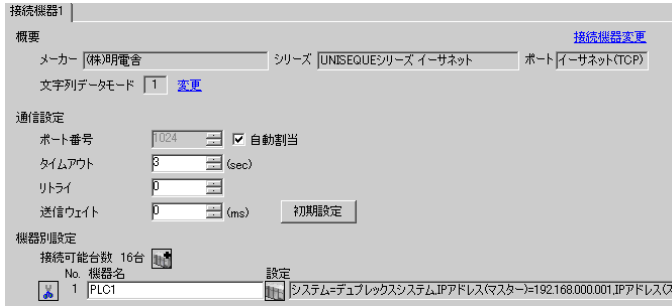 接続機器1
概要
接続機器変更
メーカー (株)明電舎 シリーズ UNISEQUEシリーズ イーサネット ポート イーサネット(TCP)
文字列データモード 1 変更
通信設定
ポート番号 1024 自動割当
タイムアウト 3 (sec)
リトライ 0
送信ウェイト 0 (ms) 初期設定
機器別設定
接続可能台数 16台
No. 機器名 設定
1 PLC1 システム=デュプレックスシステム,IPアドレス(マスター)=192.168.000.001,IPアドレス(ス